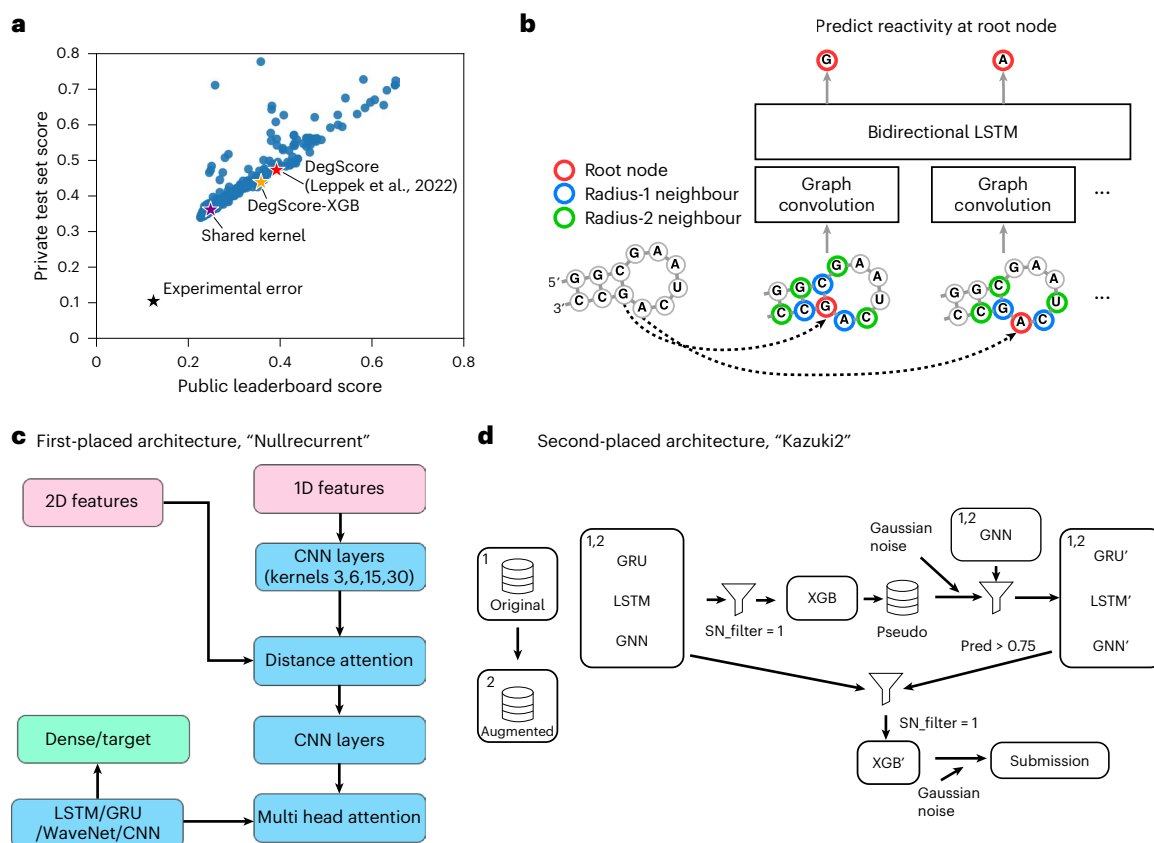 a
0.8
0.7
0.6
0.5
0.4
0.3
0.2
0.1
0
Private test set score
0
0.2
0.4
0.6
0.8
Public leaderboard score
DegScore
(Leppek et al., 2022)
DegScore-XGB
Shared kernel
Experimental error
b
Predict reactivity at root node
G
A
Bidirectional LSTM
Root node
Radius-1 neighbour
Radius-2 neighbour
Graph
convolution
Graph
convolution
...
5′
3′
G G C G A A U C A G C C
G G C G A A U C A G C C
G G C G A A U C A G C C
...
c
First-placed architecture, “Nullrecurrent”
2D features
1D features
CNN layers
(kernels 3,6,15,30)
Distance attention
CNN layers
Multi head attention
Dense/target
LSTM/GRU
/WaveNet/CNN
d
Second-placed architecture, “Kazuki2”
1
Original
2
Augmented
1,2
GRU
LSTM
GNN
SN_filter = 1
XGB
Pseudo
Gaussian
noise
1,2
GNN
Pred > 0.75
1,2
GRU′
LSTM′
GNN′
SN_filter = 1
XGB′
Gaussian
noise
Submission